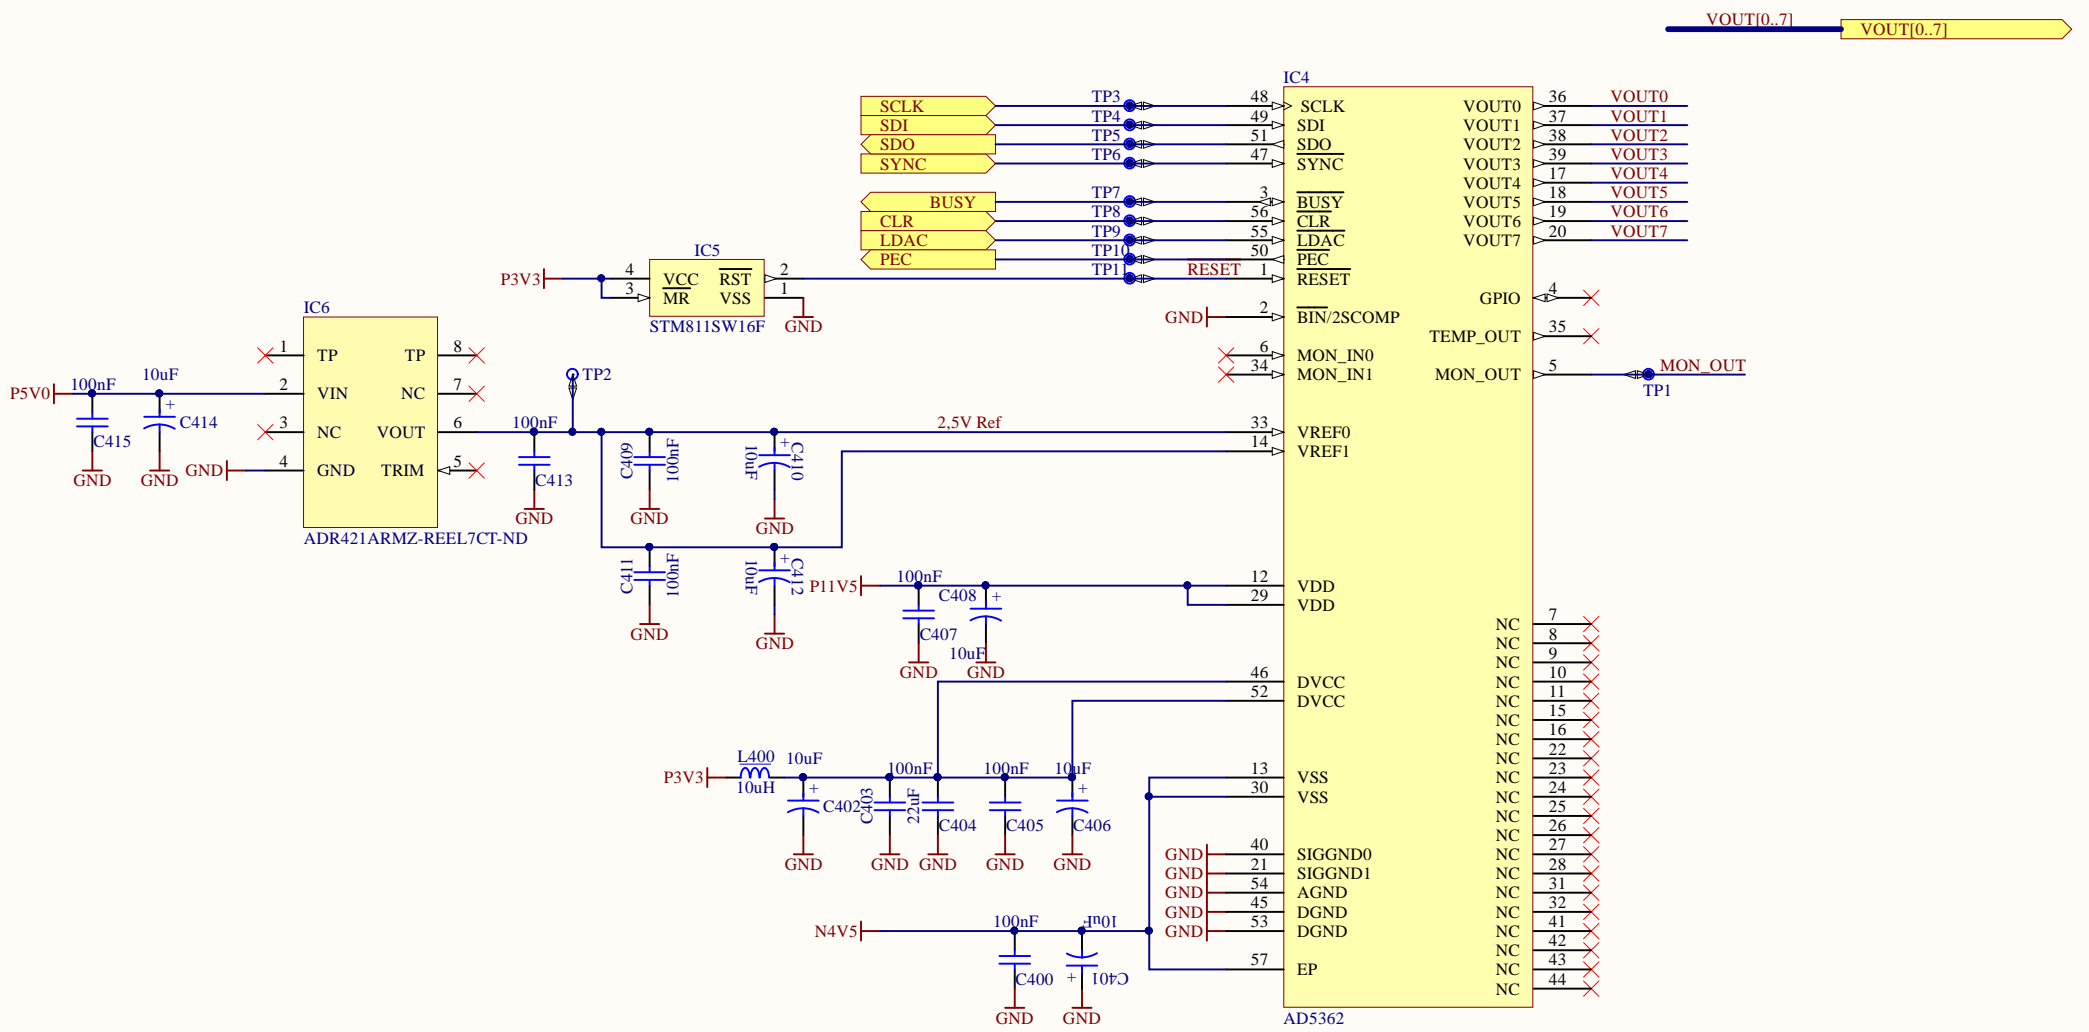 VOUT[0..7]
VOUT[0..7]
IC4
SCLK TP3 48 SCLK VOUT0 36 VOUT0
SDI TP4 49 SDI VOUT1 37 VOUT1
SDO TP5 51 SDO VOUT2 38 VOUT2
SYNC TP6 47 SYNC VOUT3 39 VOUT3
VOUT4 17 VOUT4
BUSY TP7 3 BUSY VOUT5 18 VOUT5
CLR TP8 56 CLR VOUT6 19 VOUT6
LDAC TP9 55 LDAC VOUT7 20 VOUT7
PEC TP10 50 PEC
IC5
P3V3 4 VCC RST 2 TP11 RESET 1 RESET
3 MR VSS 1
STM811SW16F GND
GPIO 4
GND 2 BIN/2SCOMP
TEMP_OUT 35
6 MON_IN0
34 MON_IN1 MON_OUT 5 MON_OUT
TP1
IC6
1 TP TP 8
P5V0 100nF 10uF 2 VIN NC 7
C415 C414
3 NC VOUT 6
GND GND GND 4 GND TRIM 5
ADR421ARMZ-REEL7CT-ND
TP2
100nF 2,5V Ref 33 VREF0
14 VREF1
C413 C409 100nF 10uF + C410
GND GND GND
C411 100nF 10uF + C412
GND GND
P11V5 100nF 12 VDD
C408 + 29 VDD
C407 10uF
GND GND
46 DVCC
52 DVCC
P3V3 L400 10uH 10uF 100nF 100nF 10uF
+ C402 C403 22uF C404 C405 + C406
GND GND GND GND GND
13 VSS
30 VSS
GND 40 SIGGND0
GND 21 SIGGND1
GND 54 AGND
GND 45 DGND
GND 53 DGND
N4V5 100nF 10uF
C400 + C401
GND GND
57 EP
NC 7
NC 8
NC 9
NC 10
NC 11
NC 15
NC 16
NC 22
NC 23
NC 24
NC 25
NC 26
NC 27
NC 28
NC 31
NC 32
NC 41
NC 42
NC 43
NC 44
AD5362